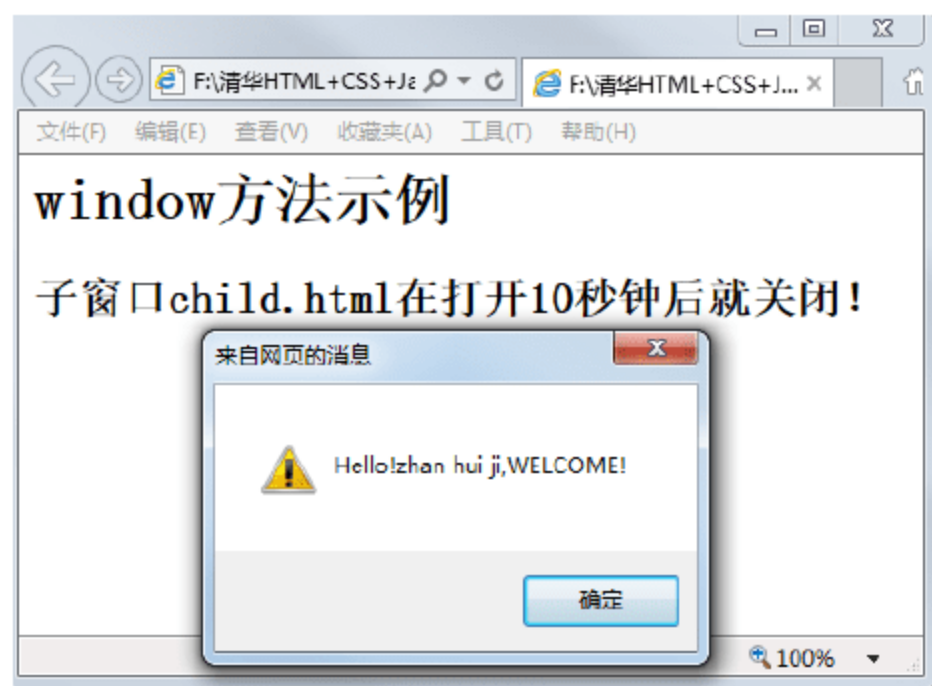 F:\清华HTML+CSS+Ja
F:\清华HTML+CSS+J...
文件(F) 编辑(E) 查看(V) 收藏夹(A) 工具(T) 帮助(H)
window方法示例
子窗口child.html在打开10秒钟后就关闭!
来自网页的消息
Hello!zhan hui ji,WELCOME!
确定
100%